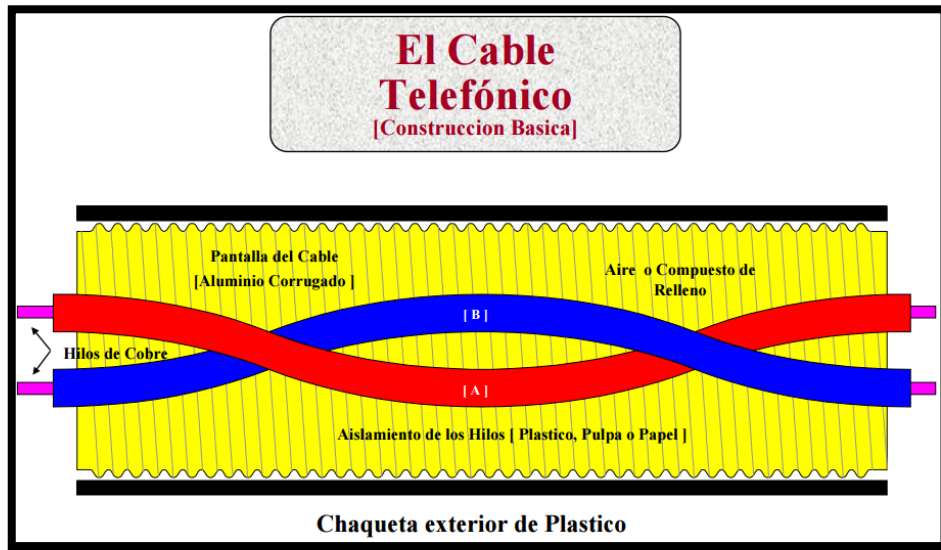 El Cable
Telefónico
[Construccion Basica]
Pantalla del Cable
[Aluminio Corrugado ]
Aire o Compuesto de
Relleno
[ B ]
Hilos de Cobre
[ A ]
Aislamiento de los Hilos [ Plastico, Pulpa o Papel ]
Chaqueta exterior de Plastico